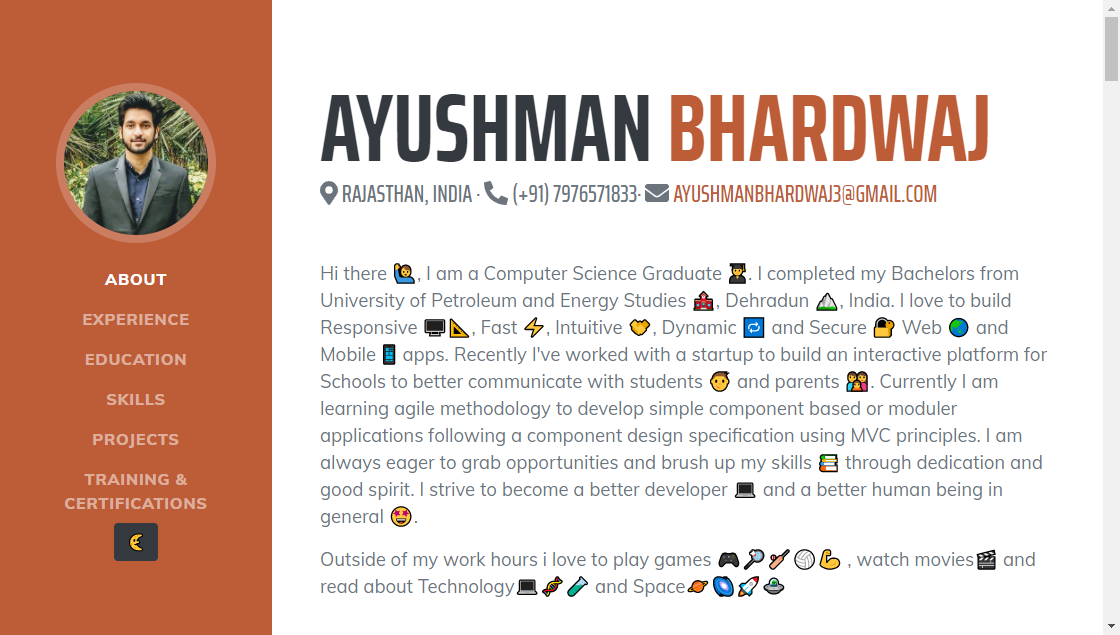 ABOUT
EXPERIENCE
EDUCATION
SKILLS
PROJECTS
TRAINING &
CERTIFICATIONS
AYUSHMAN BHARDWAJ
RAJASTHAN, INDIA · (+91) 7976571833· AYUSHMANBHARDWAJ3@GMAIL.COM
Hi there 🙋‍♂️, I am a Computer Science Graduate 👨‍🎓. I completed my Bachelors from
University of Petroleum and Energy Studies 🏫, Dehradun ⛰️, India. I love to build
Responsive 🖥️📐, Fast ⚡, Intuitive 🤝, Dynamic 🔁 and Secure 🔐 Web 🌏 and
Mobile 📱 apps. Recently I've worked with a startup to build an interactive platform for
Schools to better communicate with students 👨‍🎓 and parents 👨‍👩‍👧. Currently I am
learning agile methodology to develop simple component based or moduler
applications following a component design specification using MVC principles. I am
always eager to grab opportunities and brush up my skills 📚 through dedication and
good spirit. I strive to become a better developer 💻 and a better human being in
general 🤩.
Outside of my work hours i love to play games 🎮🏓🏏🏐💪 , watch movies🎬 and
read about Technology💻🧬🧪 and Space🪐🌌🚀🛸